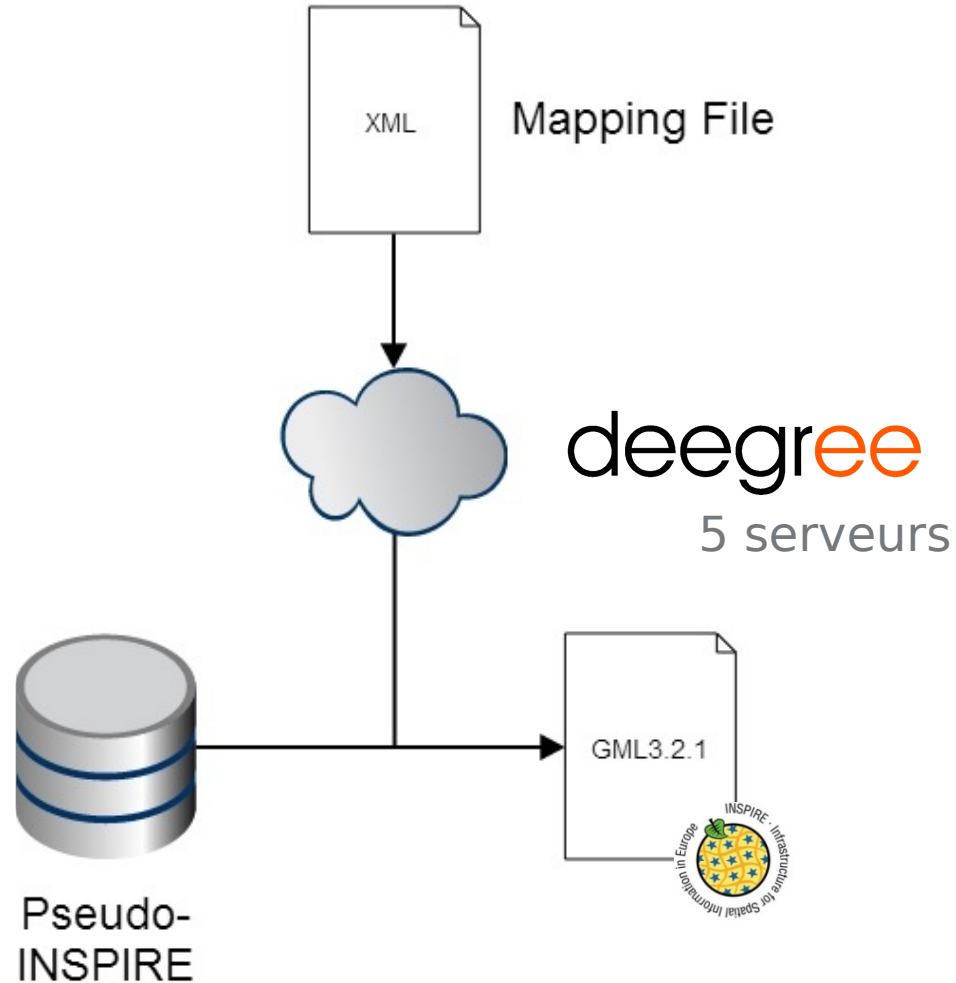 XML
Mapping File
deegree
5 serveurs
GML3.2.1
INSPIRE · Infrastructure for Spatial Information in Europe
Pseudo-
INSPIRE